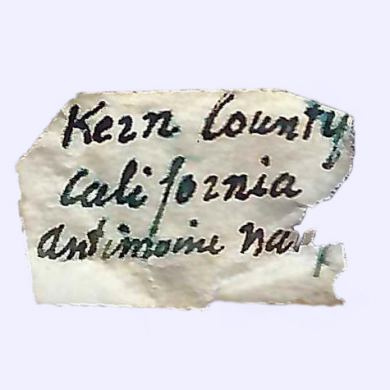 Kern County
California
antimoine